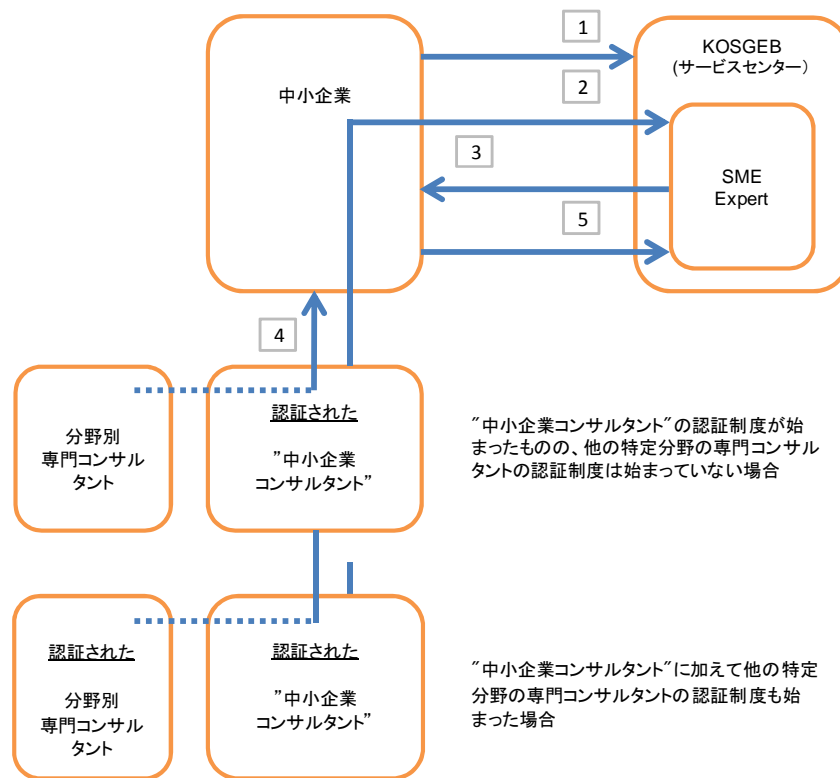 1
KOSGEB
(サービスセンター)
中小企業
2
3
SME
Expert
5
4
分野別
専門コンサル
タント
認証された
”中小企業
コンサルタント”
”中小企業コンサルタント”の認証制度が始
まったものの、他の特定分野の専門コンサル
タントの認証制度は始まっていない場合
認証された
分野別
専門コンサル
タント
認証された
”中小企業
コンサルタント”
”中小企業コンサルタント”に加えて他の特定
分野の専門コンサルタントの認証制度も始
まった場合